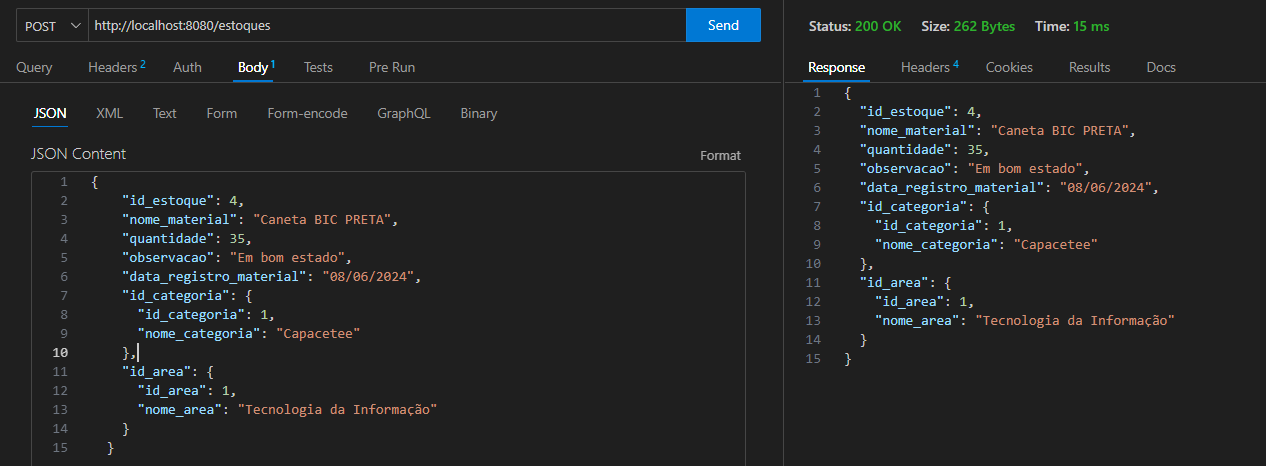 POST http://localhost:8080/estoques Send
Query Headers 2 Auth Body 1 Tests Pre Run
JSON XML Text Form Form-encode GraphQL Binary
JSON Content Format
1 {
2 "id_estoque": 4,
3 "nome_material": "Caneta BIC PRETA",
4 "quantidade": 35,
5 "observacao": "Em bom estado",
6 "data_registro_material": "08/06/2024",
7 "id_categoria": {
8 "id_categoria": 1,
9 "nome_categoria": "Capacetee"
10 },
11 "id_area": {
12 "id_area": 1,
13 "nome_area": "Tecnologia da Informação"
14 }
15 }
Status: 200 OK Size: 262 Bytes Time: 15 ms
Response Headers 4 Cookies Results Docs
1 {
2 "id_estoque": 4,
3 "nome_material": "Caneta BIC PRETA",
4 "quantidade": 35,
5 "observacao": "Em bom estado",
6 "data_registro_material": "08/06/2024",
7 "id_categoria": {
8 "id_categoria": 1,
9 "nome_categoria": "Capacetee"
10 },
11 "id_area": {
12 "id_area": 1,
13 "nome_area": "Tecnologia da Informação"
14 }
15 }